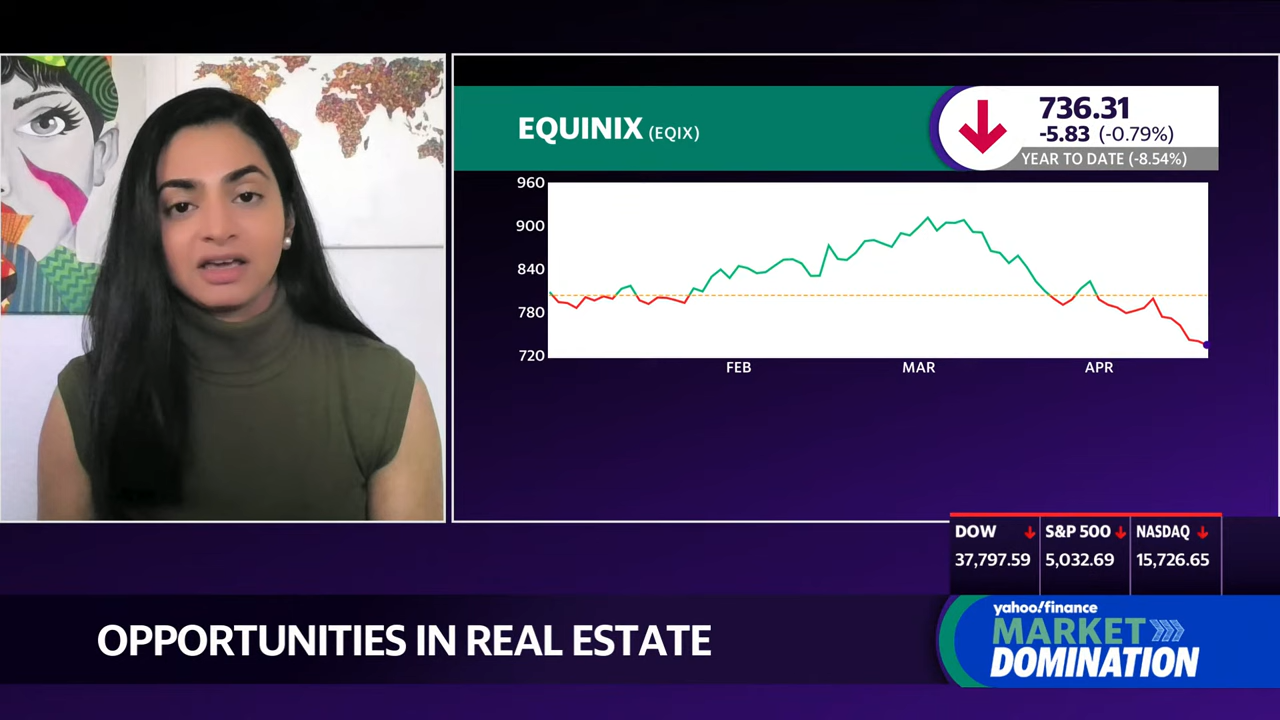 EQUINIX (EQIX)
736.31
-5.83 (-0.79%)
YEAR TO DATE (-8.54%)
960
900
840
780
720
FEB MAR APR
DOW S&P 500 NASDAQ
37,797.59 5,032.69 15,726.65
OPPORTUNITIES IN REAL ESTATE
yahoo!finance
MARKET
DOMINATION